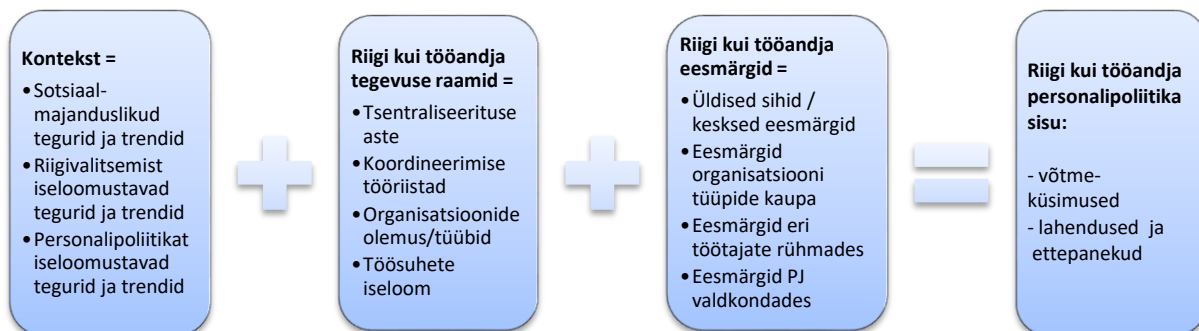 Kontekst =
•Sotsiaal-
majanduslikud
tegurid ja trendid
•Riigivalitsemist
iseloomustavad
tegurid ja trendid
•Personalipoliitikat
iseloomustavad
tegurid ja trendid
Riigi kui tööandja
tegevuse raamid =
•Tsentraliseerituse
aste
•Koordineerimise
tööriistad
•Organisatsioonide
olemus/tüübid
•Töösuhete
iseloom
Riigi kui tööandja
eesmärgid =
•Üldised sihid /
kesksed eesmärgid
•Eesmärgid
organisatsiooni
tüüpide kaupa
•Eesmärgid eri
töötajate rühmades
•Eesmärgid PJ
valdkondades
Riigi kui tööandja
personalipoliitika
sisu:
- võtme-
küsimused
- lahendused ja
ettepanekud